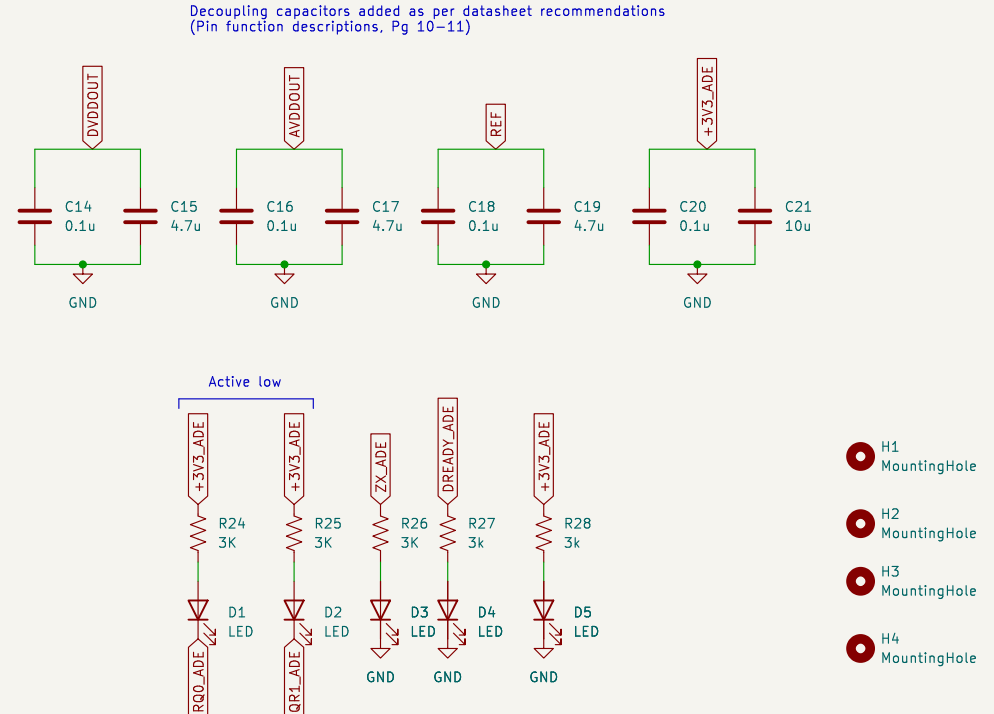 Decoupling capacitors added as per datasheet recommendations
(Pin function descriptions, Pg 10-11)
DVDDOUT
AVDDOUT
REF
+3V3_ADE
C14
0.1u
C15
4.7u
C16
0.1u
C17
4.7u
C18
0.1u
C19
4.7u
C20
0.1u
C21
10u
GND
GND
GND
GND
Active low
+3V3_ADE
+3V3_ADE
ZX_ADE
DREADY_ADE
+3V3_ADE
R24
3K
R25
3K
R26
3K
R27
3k
R28
3k
D1
LED
D2
LED
D3
LED
D4
LED
D5
LED
RQ0_ADE
QR1_ADE
GND
GND
GND
H1
MountingHole
H2
MountingHole
H3
MountingHole
H4
MountingHole